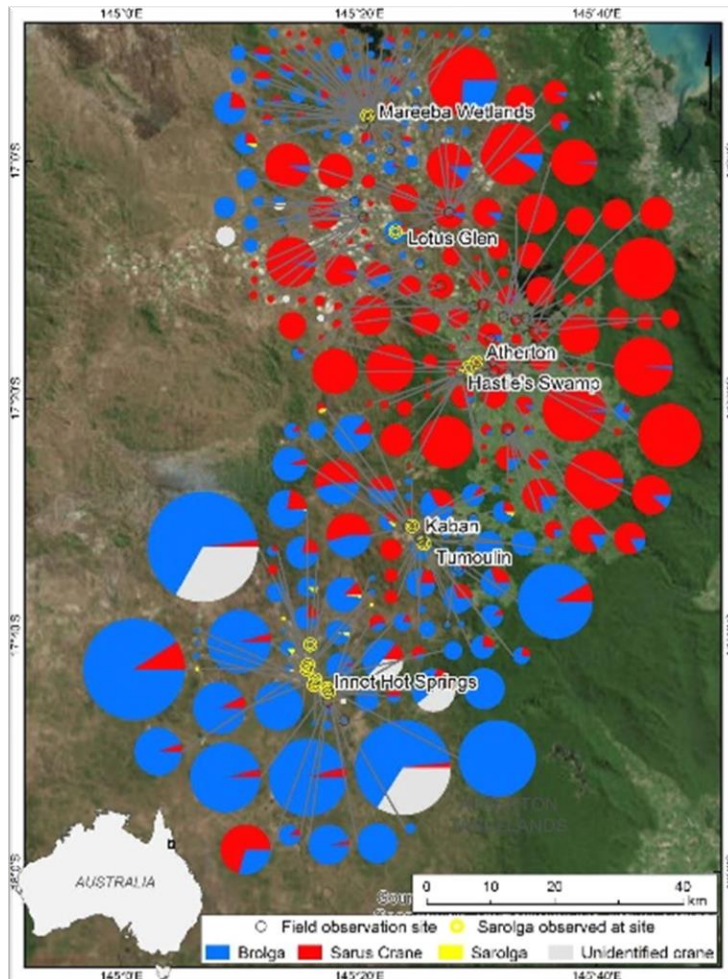 145°0'E 145°20'E 145°40'E
Mareeba Wetlands
17°0'S
Lotus Glen
Atherton
Hastie's Swamp
17°20'S
Kaban
Tumoulin
17°40'S
Innot Hot Springs
18°0'S
AUSTRALIA
0 10 20 40
km
Field observation site Sarolga observed at site
Brolga Sarus Crane Sarolga Unidentified crane
145°0'E 145°20'E 145°40'E